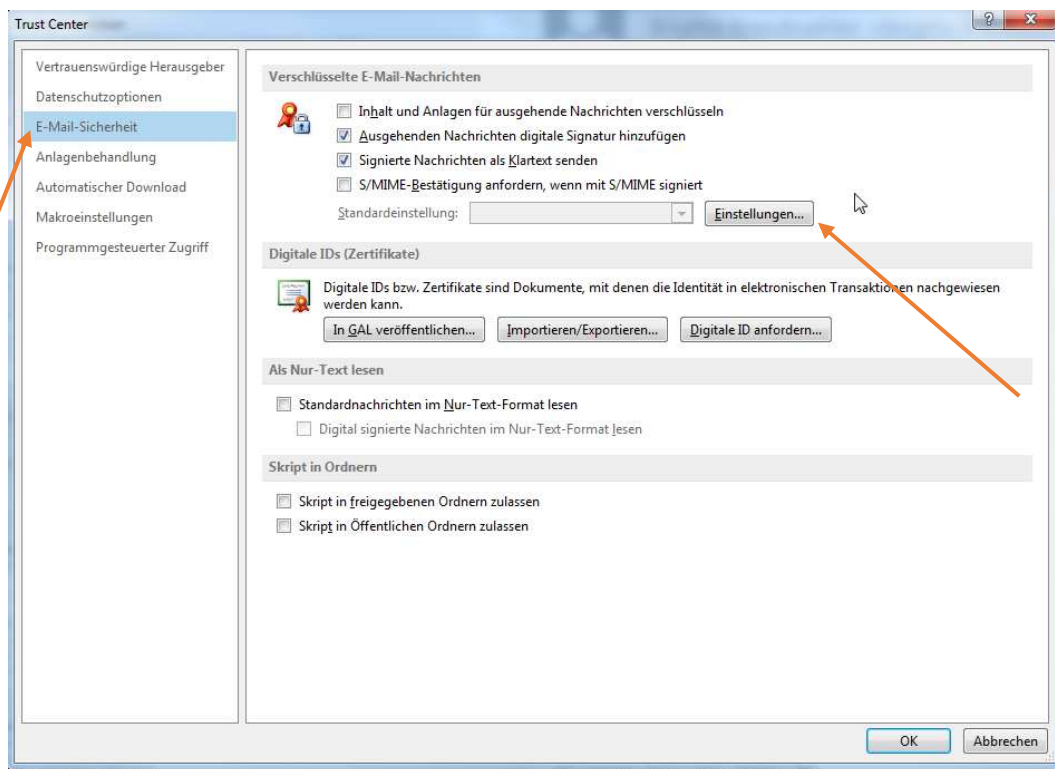 Trust Center
Vertrauenswürdige Herausgeber
Datenschutzoptionen
E-Mail-Sicherheit
Anlagenbehandlung
Automatischer Download
Makroeinstellungen
Programmgesteuerter Zugriff
Verschlüsselte E-Mail-Nachrichten
Inhalt und Anlagen für ausgehende Nachrichten verschlüsseln
Ausgehenden Nachrichten digitale Signatur hinzufügen
Signierte Nachrichten als Klartext senden
S/MIME-Bestätigung anfordern, wenn mit S/MIME signiert
Standardeinstellung: Einstellungen...
Digitale IDs (Zertifikate)
Digitale IDs bzw. Zertifikate sind Dokumente, mit denen die Identität in elektronischen Transaktionen nachgewiesen
werden kann.
In GAL veröffentlichen... Importieren/Exportieren... Digitale ID anfordern...
Als Nur-Text lesen
Standardnachrichten im Nur-Text-Format lesen
Digital signierte Nachrichten im Nur-Text-Format lesen
Skript in Ordnern
Skript in freigegebenen Ordnern zulassen
Skript in Öffentlichen Ordnern zulassen
OK Abbrechen